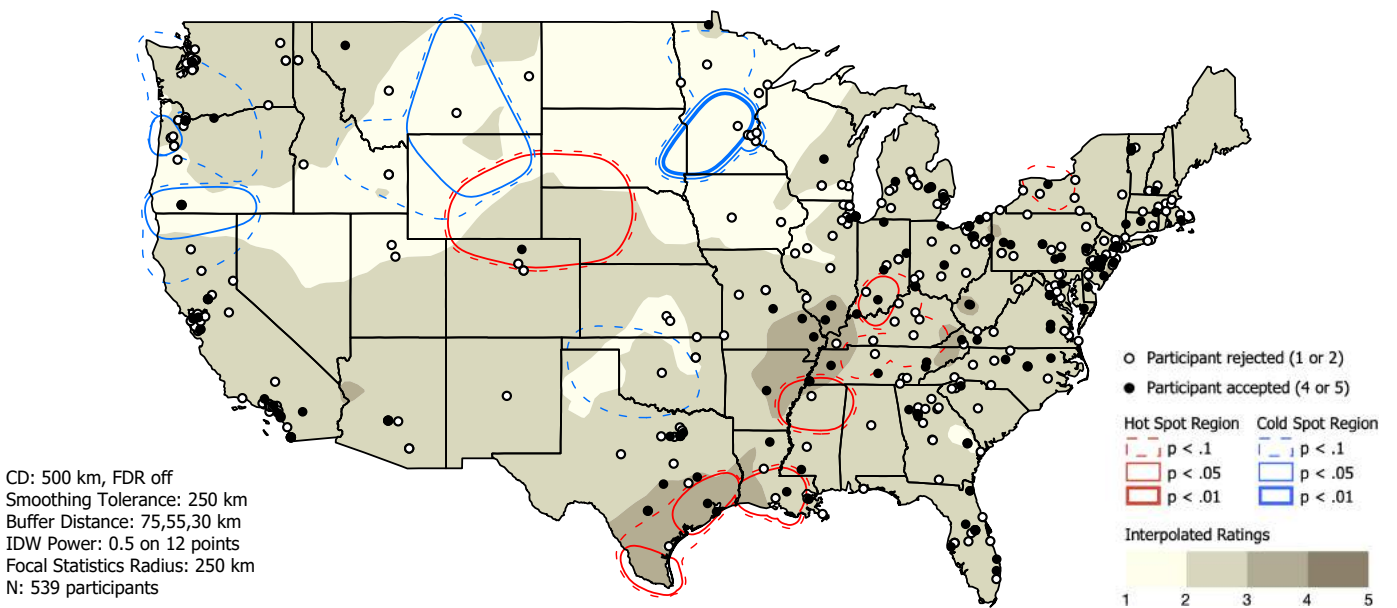 Participant rejected (1 or 2)
Participant accepted (4 or 5)
Hot Spot Region Cold Spot Region
p < .1 p < .1
p < .05 p < .05
p < .01 p < .01
Interpolated Ratings
1 2 3 4 5
CD: 500 km, FDR off
Smoothing Tolerance: 250 km
Buffer Distance: 75,55,30 km
IDW Power: 0.5 on 12 points
Focal Statistics Radius: 250 km
N: 539 participants